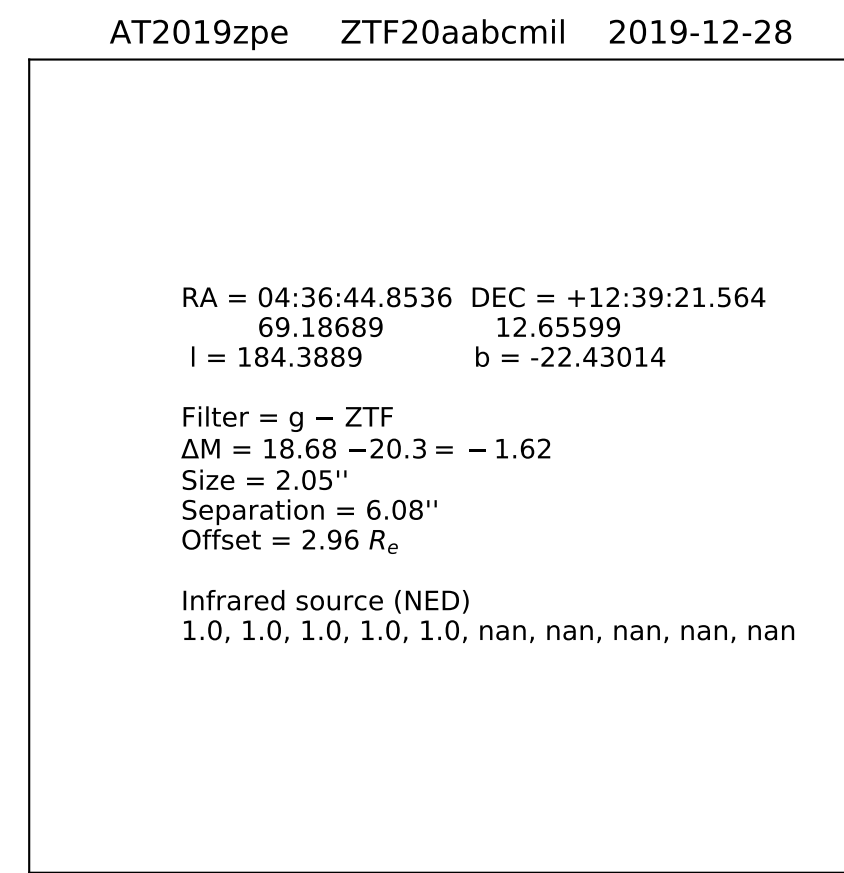 AT2019zpe ZTF20aabcmil 2019-12-28
RA = 04:36:44.8536 DEC = +12:39:21.564
69.18689 12.65599
l = 184.3889 b = -22.43014
Filter = g − ZTF
ΔM = 18.68 −20.3 = − 1.62
Size = 2.05''
Separation = 6.08''
Offset = 2.96 Rₑ
Infrared source (NED)
1.0, 1.0, 1.0, 1.0, 1.0, nan, nan, nan, nan, nan